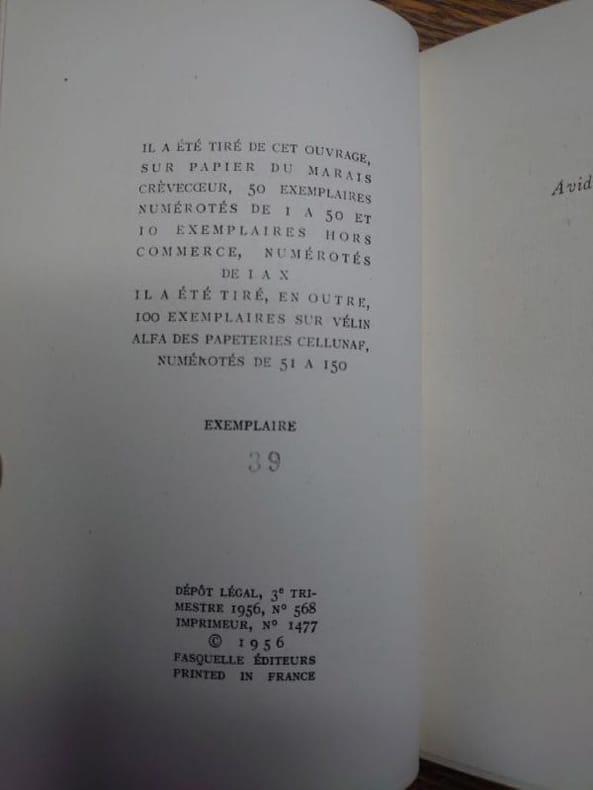 IL A ÉTÉ TIRÉ DE CET OUVRAGE,
SUR PAPIER DU MARAIS
CRÈVECŒUR, 50 EXEMPLAIRES
NUMÉROTÉS DE I A 50 ET
10 EXEMPLAIRES HORS
COMMERCE, NUMÉROTÉS
DE I A X
IL A ÉTÉ TIRÉ, EN OUTRE,
100 EXEMPLAIRES SUR VÉLIN
ALFA DES PAPETERIES CELLUNAF,
NUMÉROTÉS DE 51 A 150
EXEMPLAIRE
39
DÉPÔT LÉGAL, 3e TRI-
MESTRE 1956, No 568
IMPRIMEUR, No 1477
© 1956
FASQUELLE ÉDITEURS
PRINTED IN FRANCE
Avid